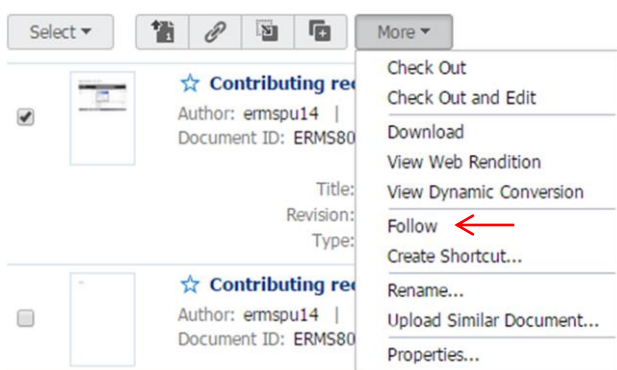 Select
More
Check Out
Check Out and Edit
Download
View Web Rendition
View Dynamic Conversion
Follow
Create Shortcut...
Rename...
Upload Similar Document...
Properties...
Contributing
Author: ermspu14 |
Document ID: ERMS80
Title:
Revision:
Type:
Contributing
Author: ermspu14 |
Document ID: ERMS80